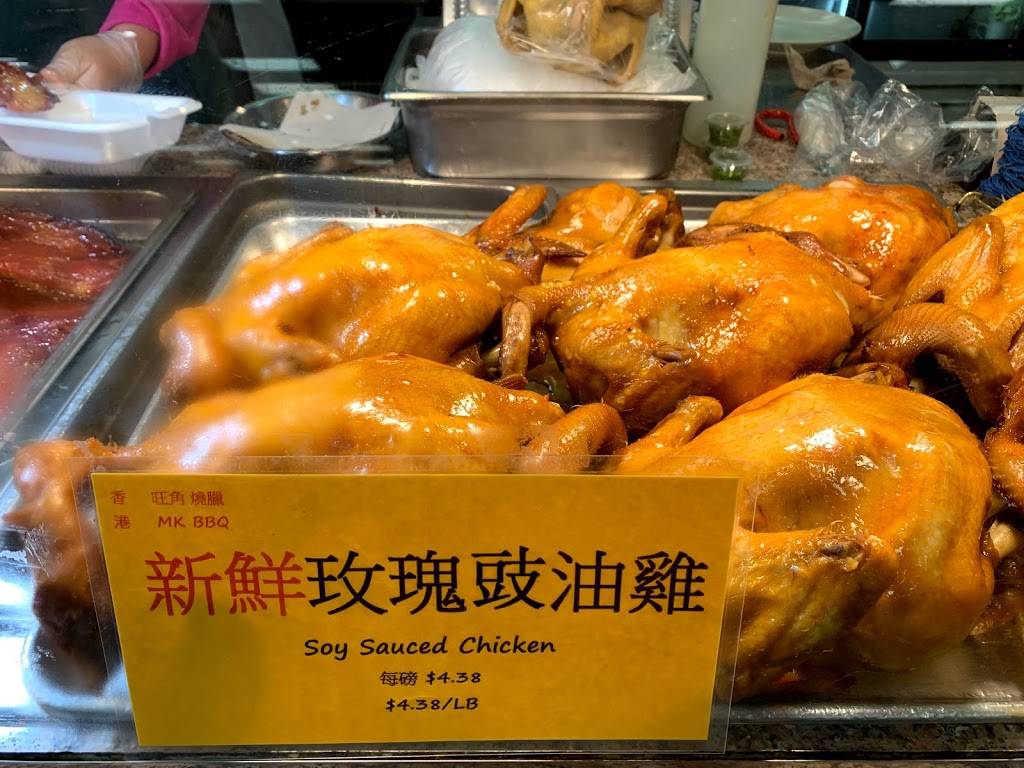 香 旺角 燒臘
港 MK BBQ
新鮮玫瑰豉油雞
Soy Sauced Chicken
每磅 $4.38
$4.38/LB